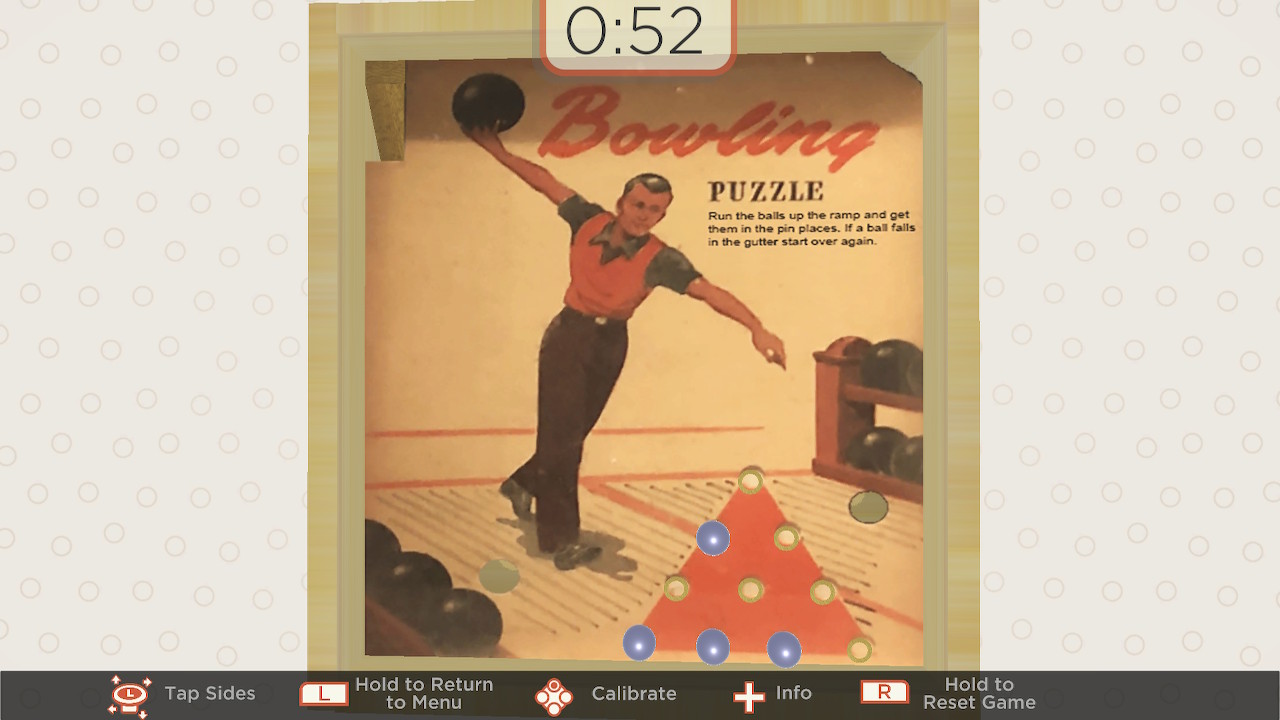 0:52
Bowling
PUZZLE
Run the balls up the ramp and get
them in the pin places. If a ball falls
in the gutter start over again.
L Tap Sides
L Hold to Return
to Menu
Calibrate
Info
R Hold to
Reset Game